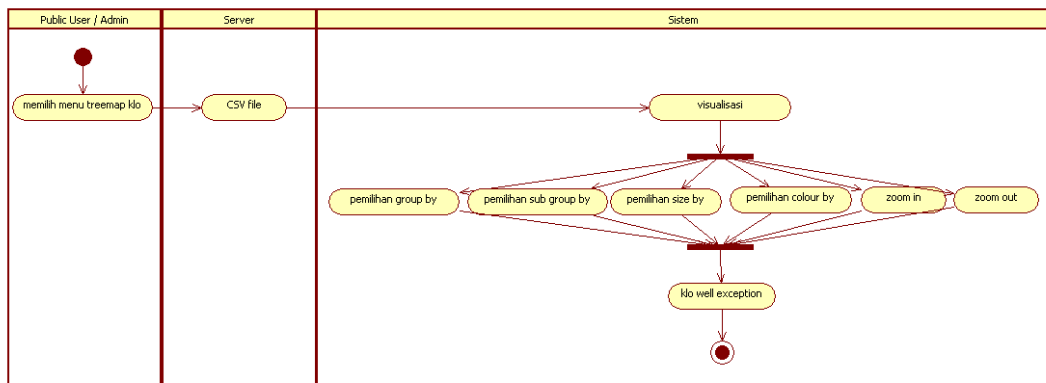 Public User / Admin
Server
Sistem
memilih menu treemap klo
CSV file
visualisasi
pemilihan group by
pemilihan sub group by
pemilihan size by
pemilihan colour by
zoom in
zoom out
klo well exception